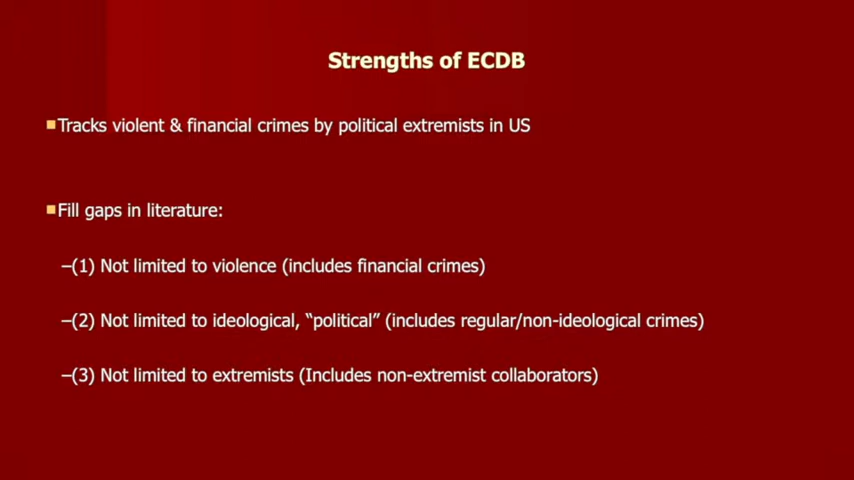 Strengths of ECDB
■Tracks violent & financial crimes by political extremists in US
■Fill gaps in literature:
–(1) Not limited to violence (includes financial crimes)
–(2) Not limited to ideological, “political” (includes regular/non-ideological crimes)
–(3) Not limited to extremists (Includes non-extremist collaborators)